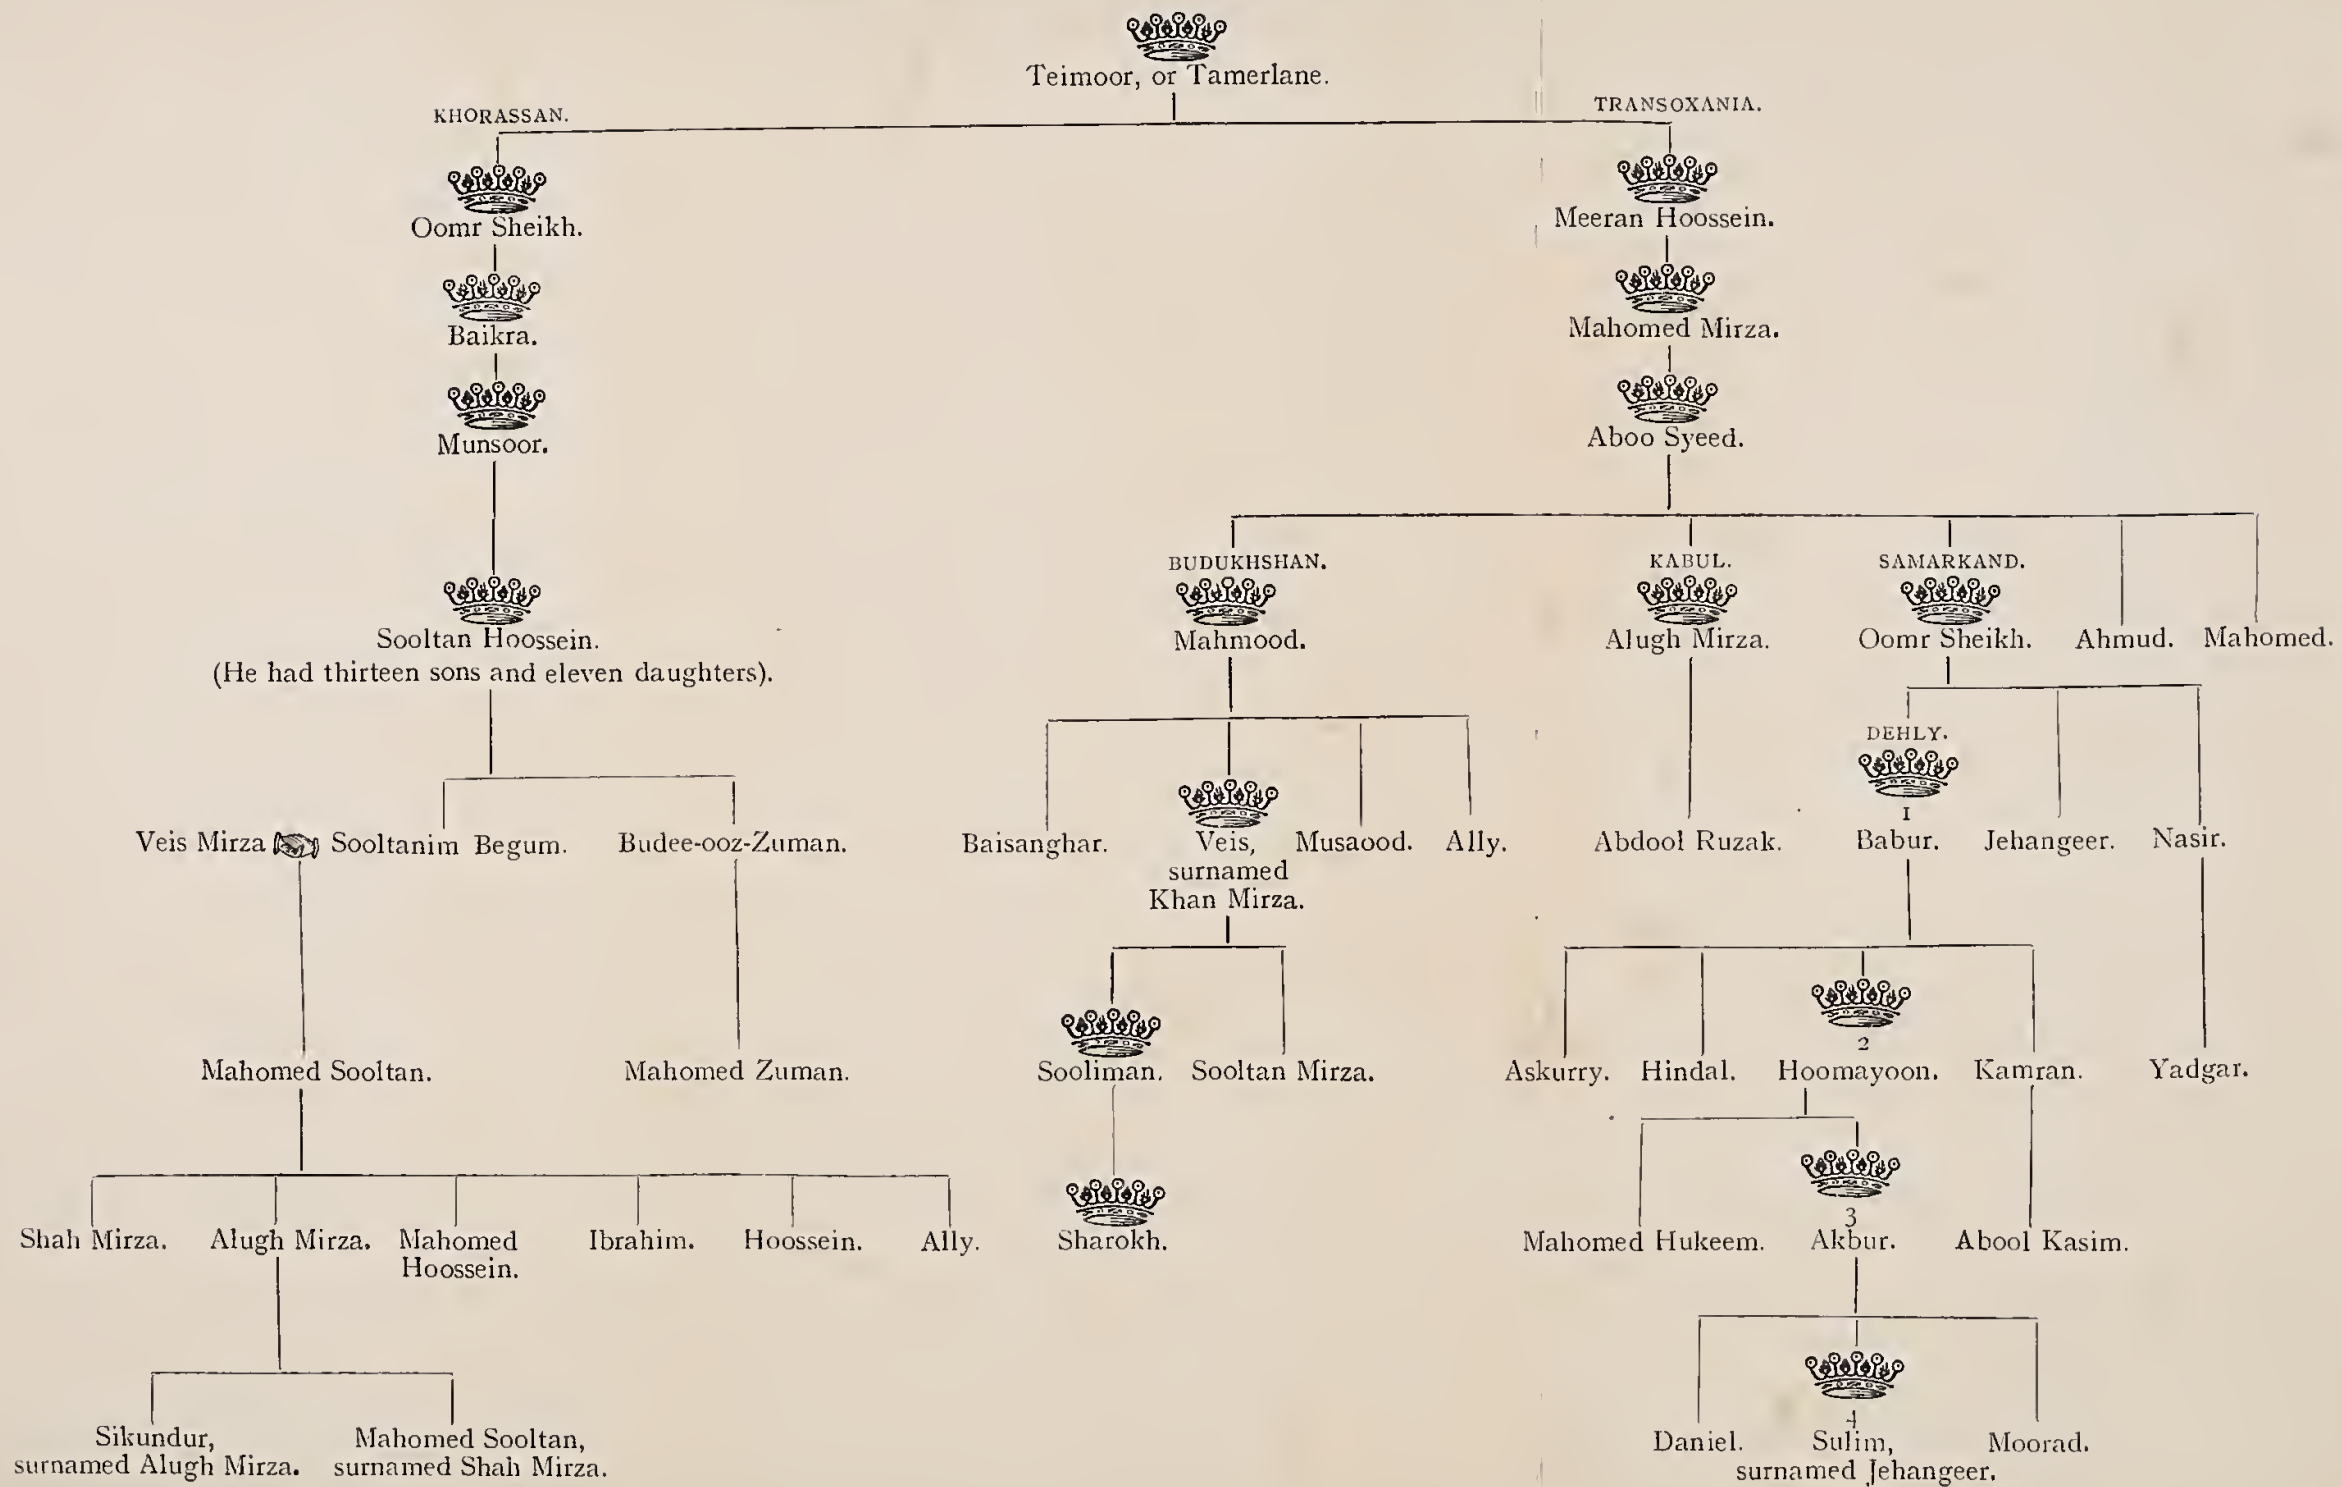 Teimoor, or Tamerlane.
KHORASSAN.
TRANSOXANIA.
Oomr Sheikh.
Meeran Hoossein.
Baikra.
Mahomed Mirza.
Munsoor.
Aboo Syeed.
BUDUKHSHAN.
KABUL.
SAMARKAND.
Sooltan Hoossein.
(He had thirteen sons and eleven daughters).
Mahmood.
Alugh Mirza.
Oomr Sheikh.
Ahmud.
Mahomed.
DEHLY.
1
Veis Mirza
Sooltanim Begum.
Budee-ooz-Zuman.
Baisanghar.
Veis,
surnamed
Khan Mirza.
Musaood.
Ally.
Abdool Ruzak.
Babur.
Jehangeer.
Nasir.
2
Mahomed Sooltan.
Mahomed Zuman.
Sooliman.
Sooltan Mirza.
Askurry.
Hindal.
Hoomayoon.
Kamran.
Yadgar.
3
Shah Mirza.
Alugh Mirza.
Mahomed
Hoossein.
Ibrahim.
Hoossein.
Ally.
Sharokh.
Mahomed Hukeem.
Akbur.
Abool Kasim.
4
Sikundur,
surnamed Alugh Mirza.
Mahomed Sooltan,
surnamed Shah Mirza.
Daniel.
Sulim,
surnamed Jehangeer.
Moorad.